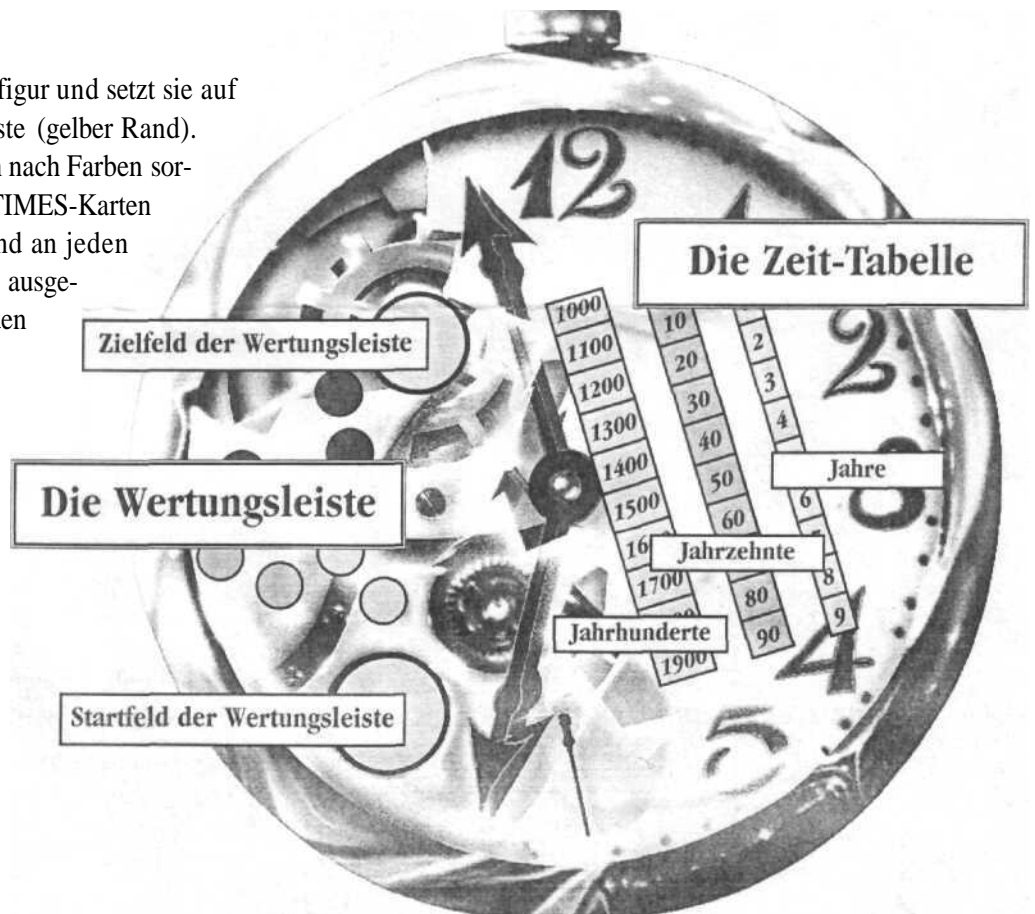 figur und setzt sie auf
ste (gelber Rand).
nach Farben sor-
TIMES-Karten
nd an jeden
ausge-
en
12
Die Zeit-Tabelle
Zielfeld der Wertungsleiste
1000
1100
1200
1300
1400
1500
1700
1900
10
20
30
40
50
60
80
90
2
3
4
6
8
9
2
Jahre
Die Wertungsleiste
Jahrzehnte
Jahrhunderte
4
Startfeld der Wertungsleiste
5